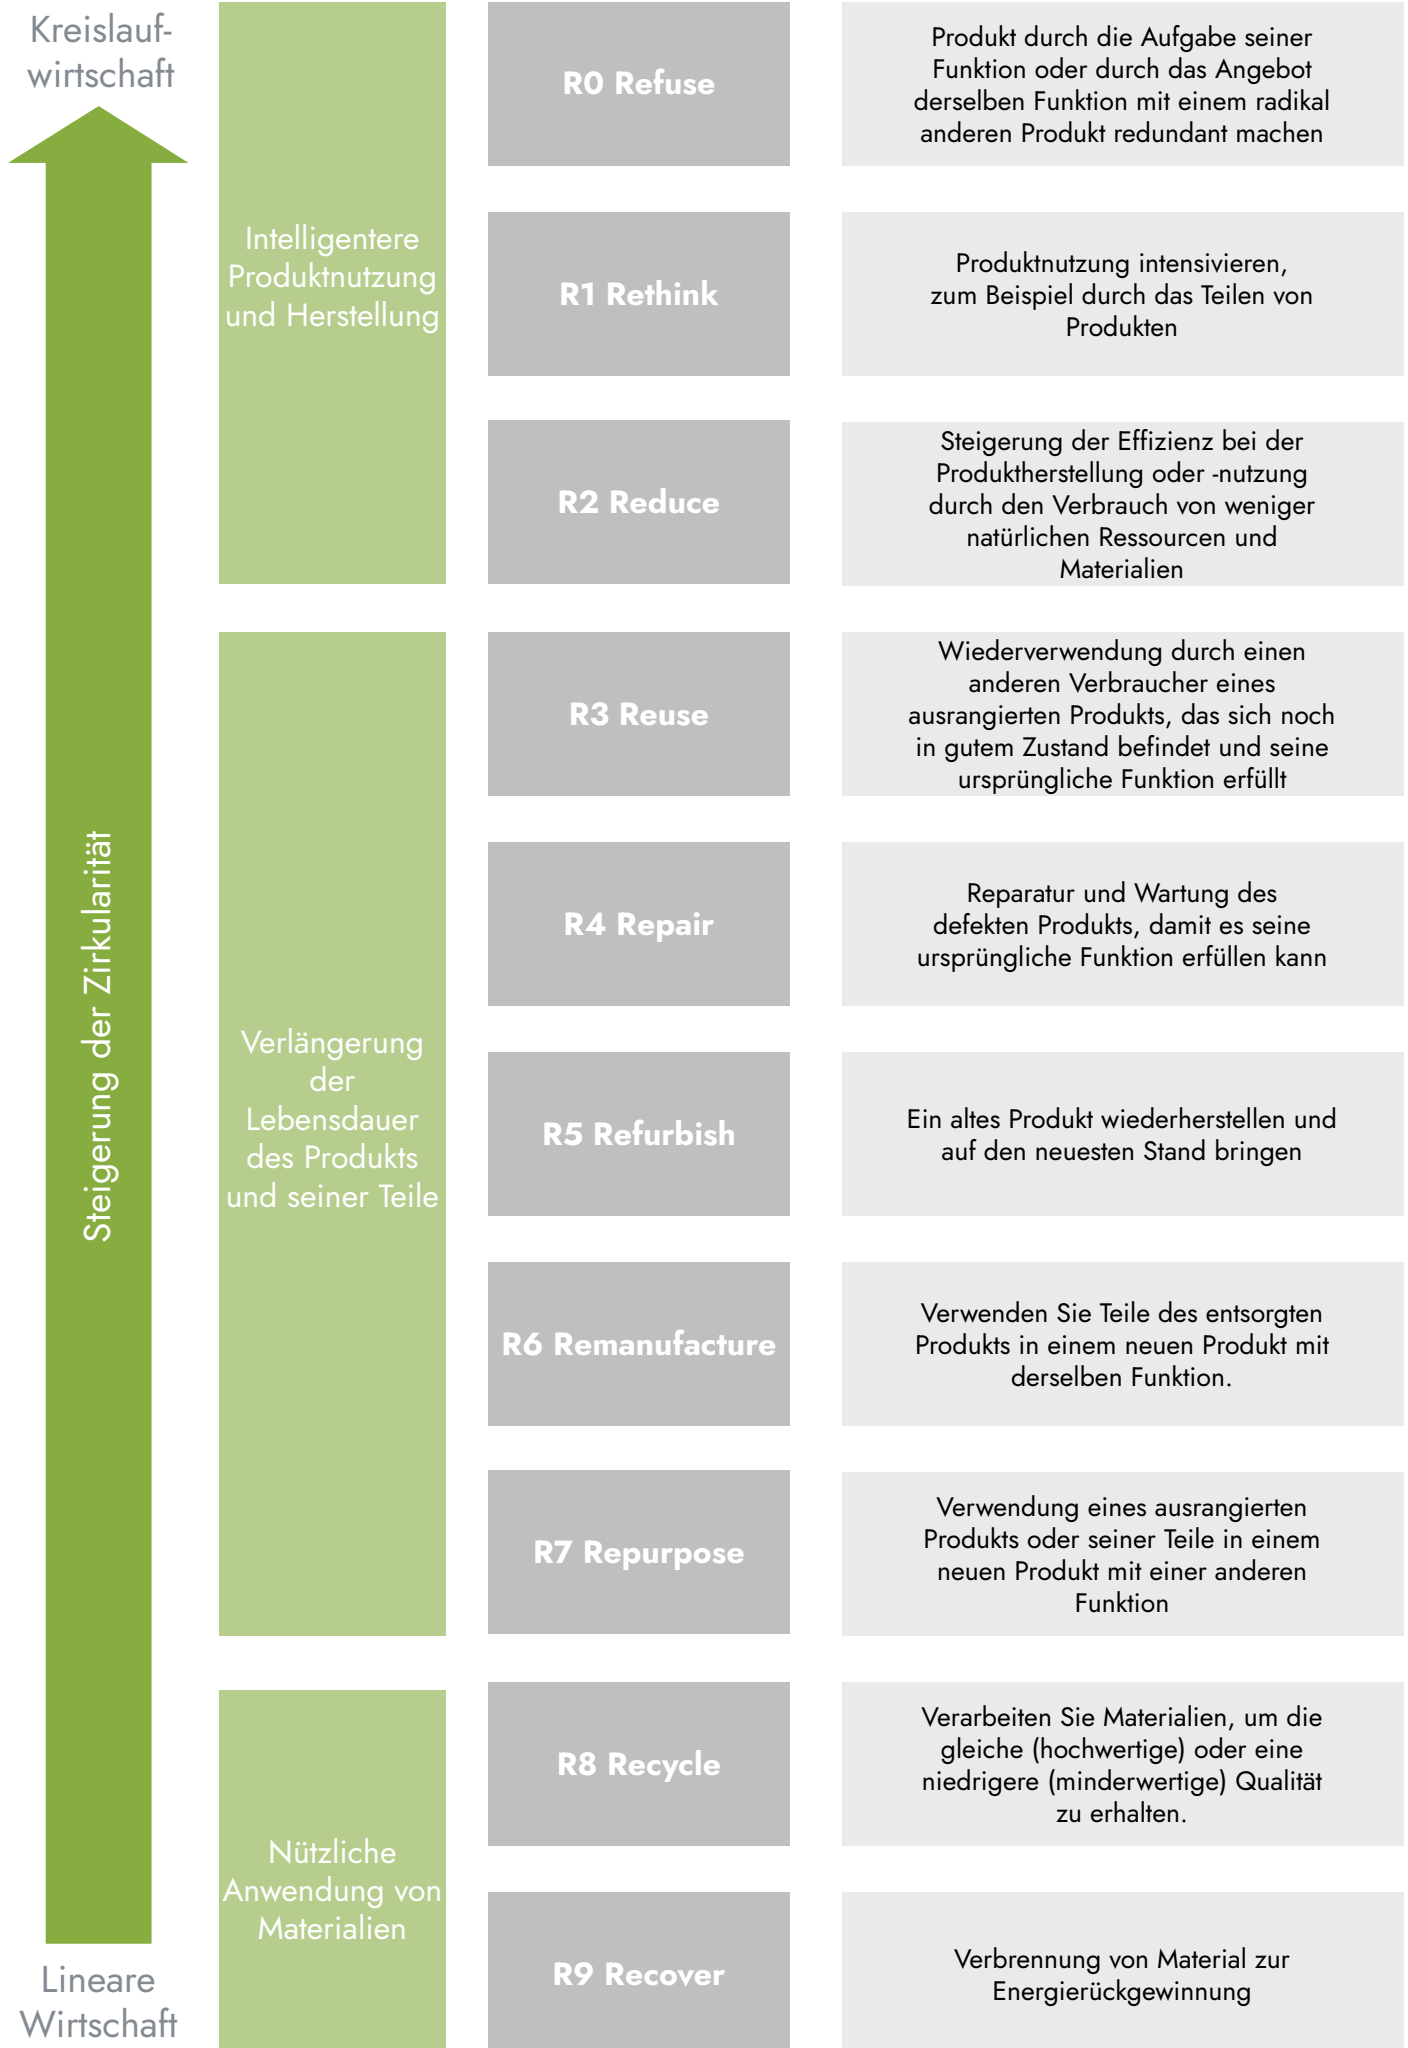 Kreislauf-
wirtschaft
Steigerung der Zirkularität
Lineare
Wirtschaft
Intelligentere
Produktnutzung
und Herstellung
R0 Refuse
Produkt durch die Aufgabe seiner
Funktion oder durch das Angebot
derselben Funktion mit einem radikal
anderen Produkt redundant machen
R1 Rethink
Produktnutzung intensivieren,
zum Beispiel durch das Teilen von
Produkten
R2 Reduce
Steigerung der Effizienz bei der
Produktherstellung oder -nutzung
durch den Verbrauch von weniger
natürlichen Ressourcen und
Materialien
Verlängerung
der
Lebensdauer
des Produkts
und seiner Teile
R3 Reuse
Wiederverwendung durch einen
anderen Verbraucher eines
ausrangierten Produkts, das sich noch
in gutem Zustand befindet und seine
ursprüngliche Funktion erfüllt
R4 Repair
Reparatur und Wartung des
defekten Produkts, damit es seine
ursprüngliche Funktion erfüllen kann
R5 Refurbish
Ein altes Produkt wiederherstellen und
auf den neuesten Stand bringen
R6 Remanufacture
Verwenden Sie Teile des entsorgten
Produkts in einem neuen Produkt mit
derselben Funktion.
R7 Repurpose
Verwendung eines ausrangierten
Produkts oder seiner Teile in einem
neuen Produkt mit einer anderen
Funktion
Nützliche
Anwendung von
Materialien
R8 Recycle
Verarbeiten Sie Materialien, um die
gleiche (hochwertige) oder eine
niedrigere (minderwertige) Qualität
zu erhalten.
R9 Recover
Verbrennung von Material zur
Energierückgewinnung